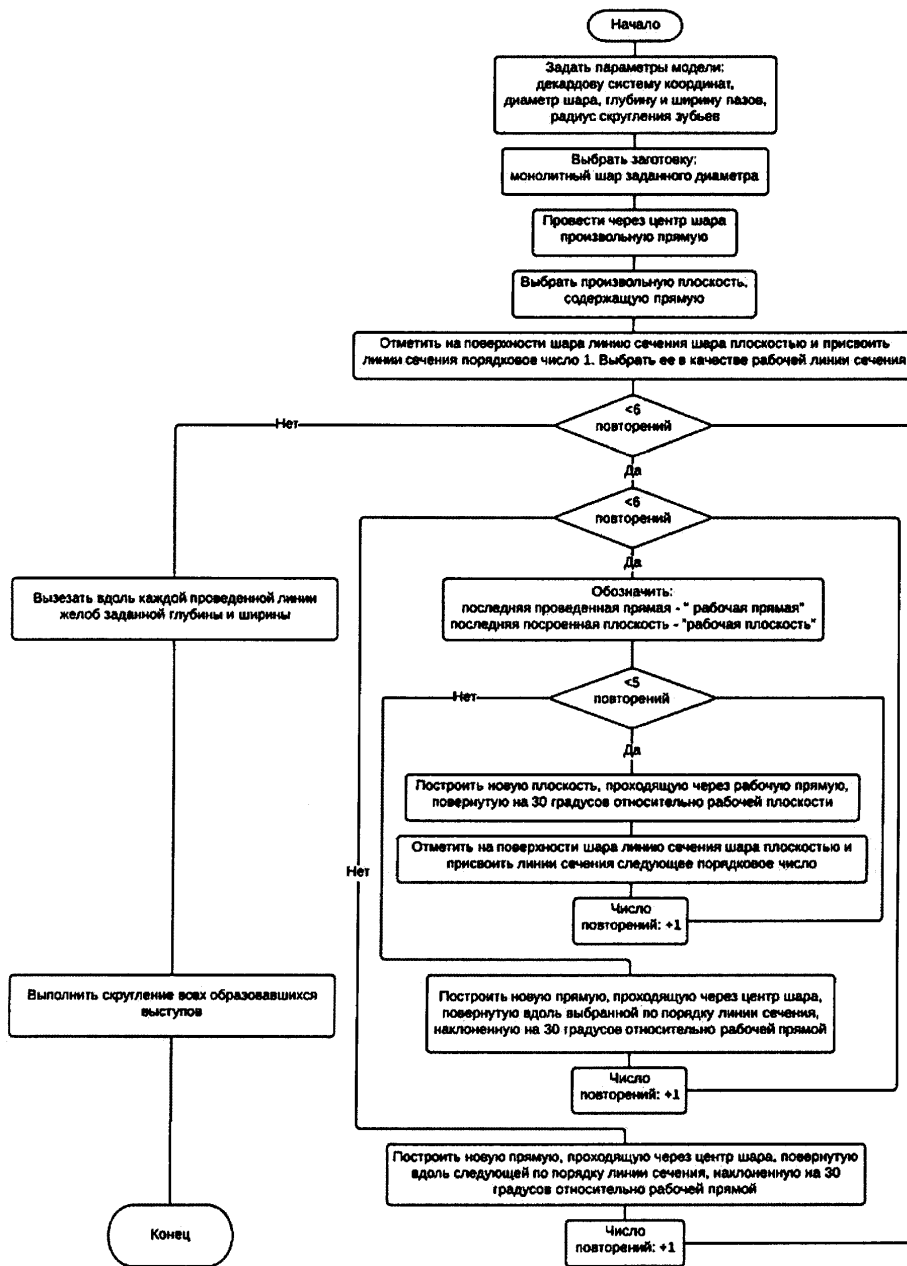 Начало
Задать параметры модели:
декардову систему координат,
диаметр шара, глубину и ширину пазов,
радиус скругления зубьев
Выбрать заготовку:
монолитный шар заданного диаметра
Провести через центр шара
произвольную прямую
Выбрать произвольную плоскость,
содержащую прямую
Отметить на поверхности шара линию сечения шара плоскостью и присвоить
линии сечения порядковое число 1. Выбрать ее в качестве рабочей линии сечения
<6
повторений
Нет
Да
<6
повторений
Да
Вызезать вдоль каждой проведенной линии
желоб заданной глубины и ширины
Обозначить:
последняя проведенная прямая - " рабочая прямая"
последняя посроенная плоскость - "рабочая плоскость"
<5
повторений
Нет
Да
Построить новую плоскость, проходящую через рабочую прямую,
повернутую на 30 градусов относительно рабочей плоскости
Отметить на поверхности шара линию сечения шара плоскостью и
присвоить линии сечения следующее порядковое число
Нет
Число
повторений: +1
Выполнить скругление всех образовавшихся
выступов
Построить новую прямую, проходящую через центр шара,
повернутую вдоль выбранной по порядку линии сечения,
наклоненную на 30 градусов относительно рабочей прямой
Число
повторений: +1
Построить новую прямую, проходящую через центр шара, повернутую
вдоль следующей по порядку линии сечения, наклоненную на 30
градусов относительно рабочей прямой
Конец
Число
повторений: +1